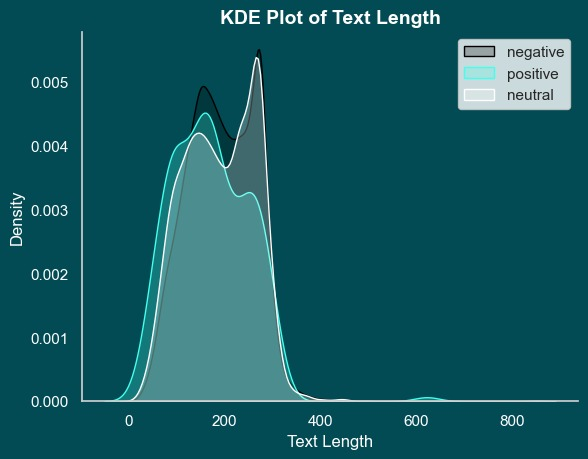 KDE Plot of Text Length
negative
positive
neutral
0.005
0.004
0.003
0.002
0.001
0.000
Density
0 200 400 600 800
Text Length